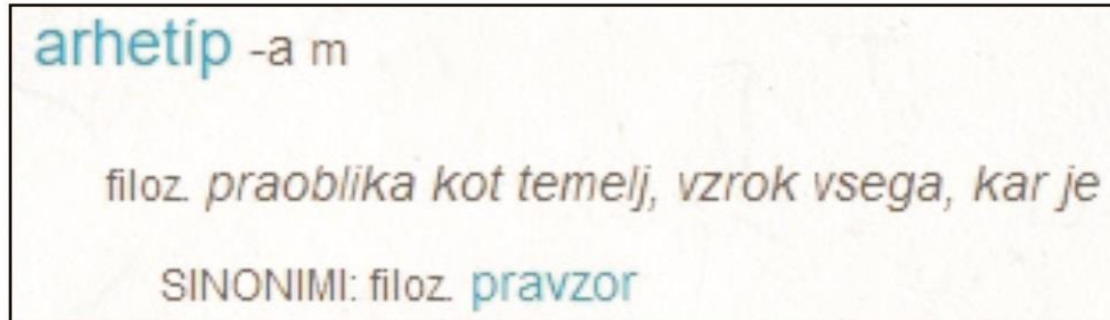 arhetíp -a m
filoz. praoblika kot temelj, vzrok vsega, kar je
SINONIMI: filoz. pravzor